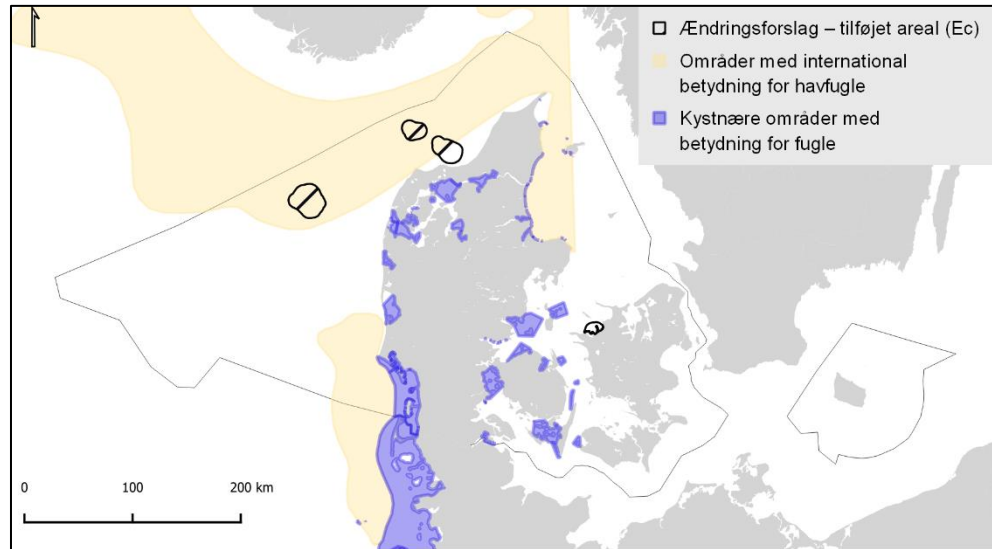 Ændringsforslag – tilføjet areal (Ec)
Områder med international
betydning for havfugle
Kystnære områder med
betydning for fugle
0 100 200 km